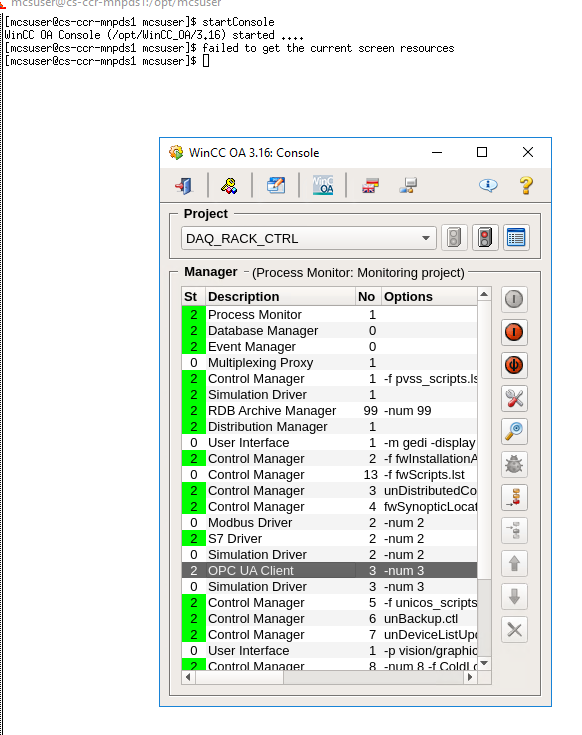 mcsuser@cs-ccr-mnpds1:/opt/mcsuser
[mcsuser@cs-ccr-mnpds1 mcsuser]$ startConsole
WinCC OA Console (/opt/WinCC_OA/3.16) started ....
[mcsuser@cs-ccr-mnpds1 mcsuser]$ failed to get the current screen resources
[mcsuser@cs-ccr-mnpds1 mcsuser]$
WinCC OA 3.16: Console
WinCC OA
Project
DAQ_RACK_CTRL
Manager - (Process Monitor: Monitoring project)
St Description No Options
2 Process Monitor 1
2 Database Manager 0
2 Event Manager 0
0 Multiplexing Proxy 1
2 Control Manager 1 -f pvss_scripts.ls
2 Simulation Driver 1
2 RDB Archive Manager 99 -num 99
2 Distribution Manager 1
0 User Interface 1 -m gedi -display
2 Control Manager 2 -f fwInstallationA
0 Control Manager 13 -f fwScripts.lst
2 Control Manager 3 unDistributedCo
2 Control Manager 4 fwSynopticLocat
0 Modbus Driver 2 -num 2
2 S7 Driver 2 -num 2
0 Simulation Driver 2 -num 2
2 OPC UA Client 3 -num 3
0 Simulation Driver 3 -num 3
2 Control Manager 5 -f unicos_scripts
2 Control Manager 6 unBackup.ctl
2 Control Manager 7 unDeviceListUpd
0 User Interface 1 -p vision/graphic
2 Control Manager 8 -num 8 -f ColdL